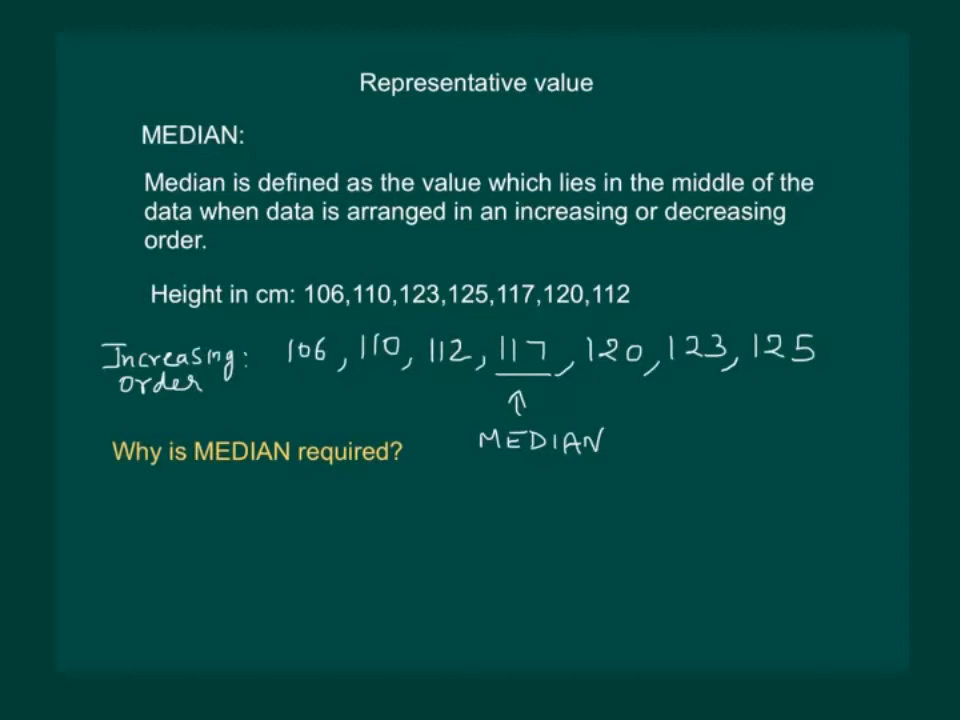 Representative value
MEDIAN:
Median is defined as the value which lies in the middle of the
data when data is arranged in an increasing or decreasing
order.
Height in cm: 106,110,123,125,117,120,112
Increasing: 106, 110, 112, 117, 120, 123, 125
order
↑
Why is MEDIAN required? MEDIAN